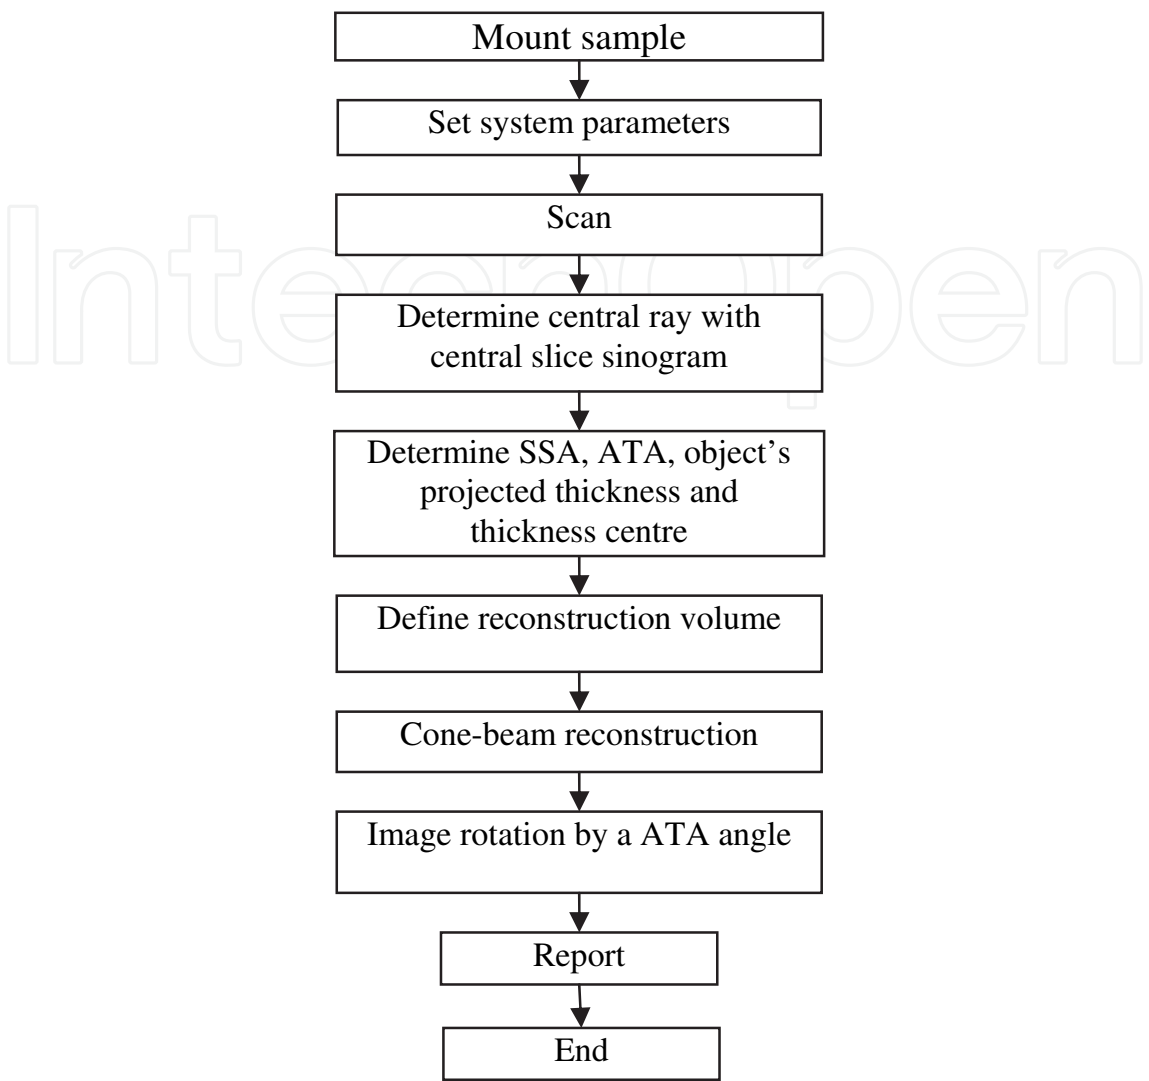 Mount sample
Set system parameters
Scan
IntechOpen
Determine central ray with
central slice sinogram
Determine SSA, ATA, object’s
projected thickness and
thickness centre
Define reconstruction volume
Cone-beam reconstruction
Image rotation by a ATA angle
Report
End